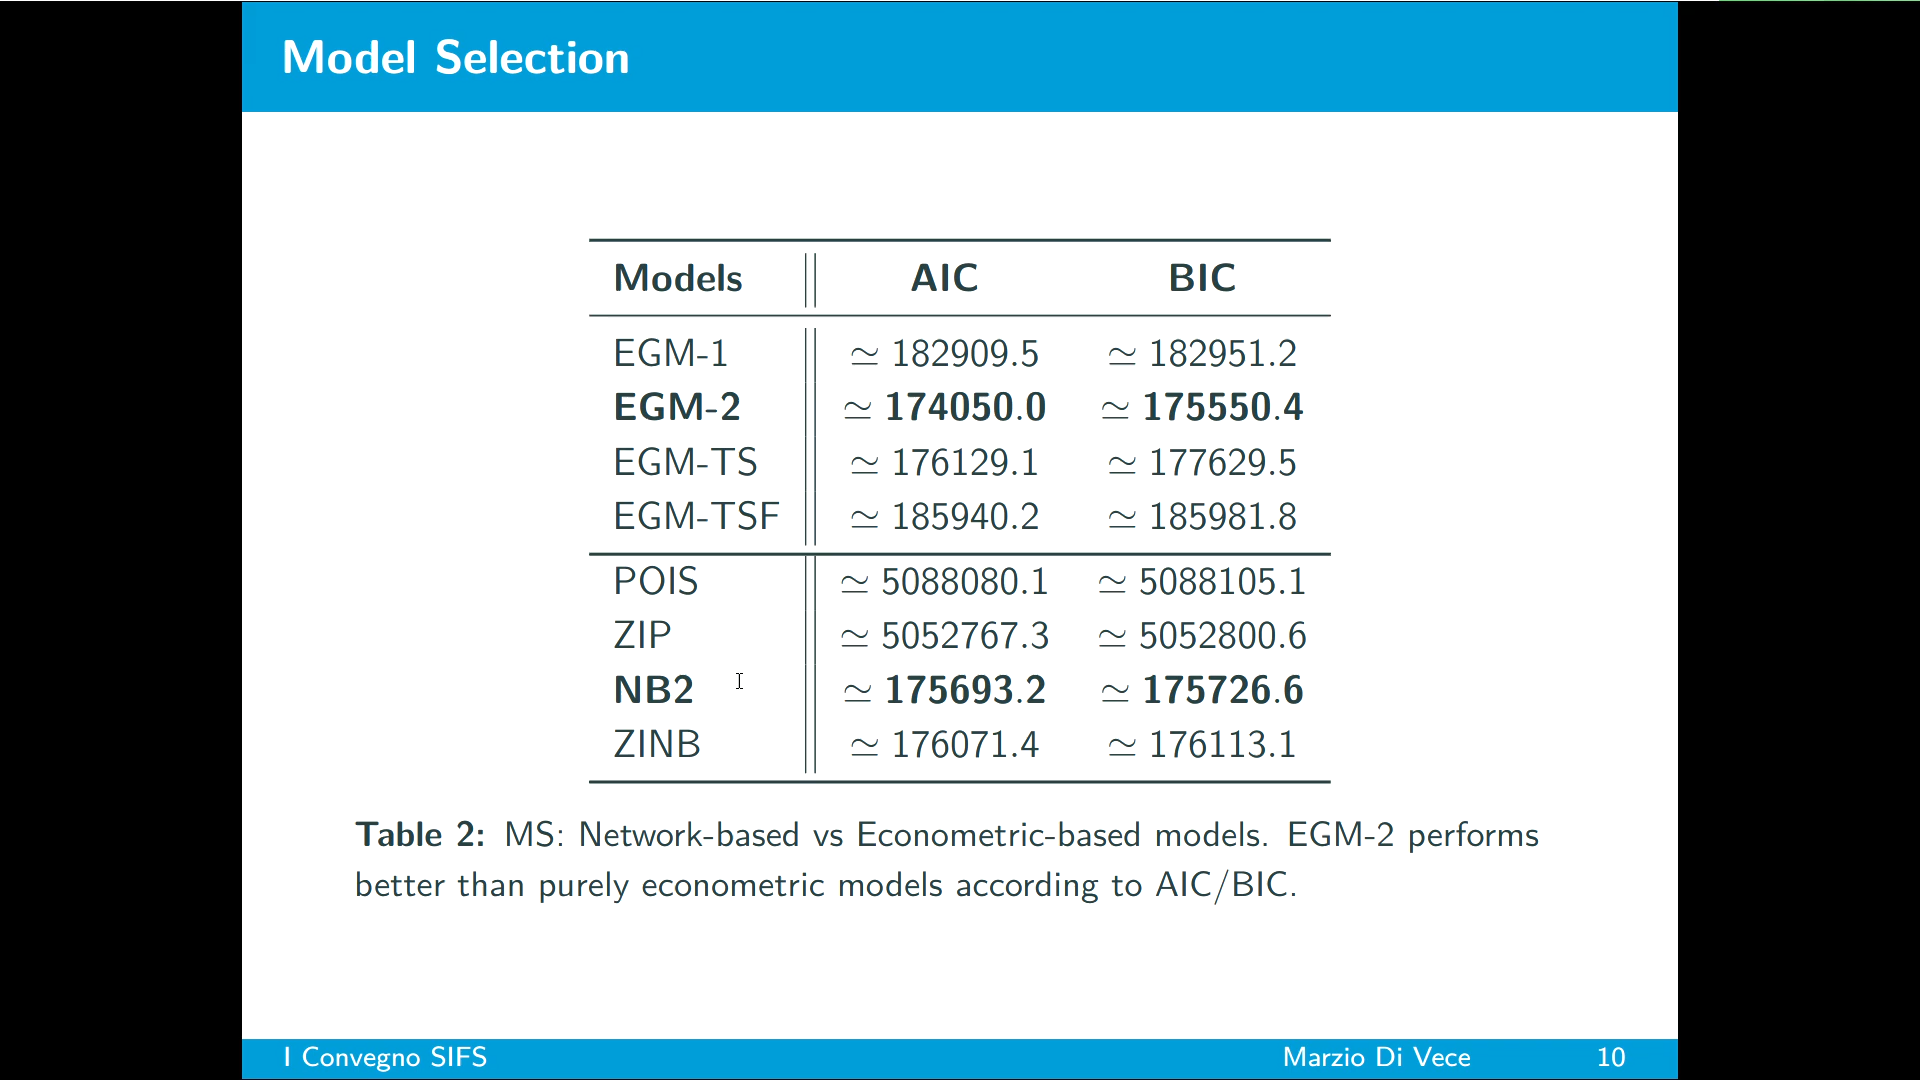 Model Selection
Models AIC BIC
EGM-1 ≃ 182909.5 ≃ 182951.2
EGM-2 ≃ 174050.0 ≃ 175550.4
EGM-TS ≃ 176129.1 ≃ 177629.5
EGM-TSF ≃ 185940.2 ≃ 185981.8
POIS ≃ 5088080.1 ≃ 5088105.1
ZIP ≃ 5052767.3 ≃ 5052800.6
NB2 ≃ 175693.2 ≃ 175726.6
ZINB ≃ 176071.4 ≃ 176113.1
Table 2: MS: Network-based vs Econometric-based models. EGM-2 performs
better than purely econometric models according to AIC/BIC.
I Convegno SIFS Marzio Di Vece 10